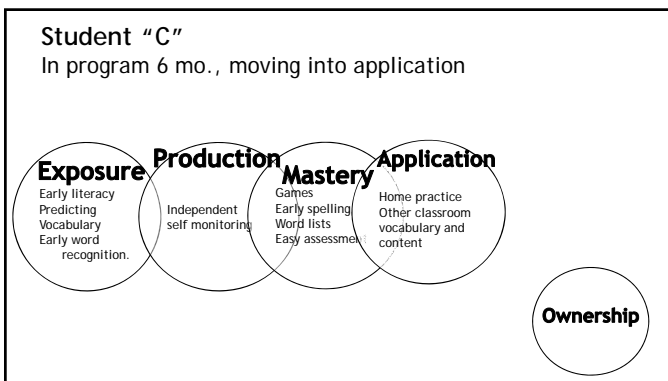 Student “C”
In program 6 mo., moving into application
Exposure
Early literacy
Predicting
Vocabulary
Early word
recognition.
Production
Independent
self monitoring
Mastery
Games
Early spelling
Word lists
Easy assessment
Application
Home practice
Other classroom
vocabulary and
content
Ownership